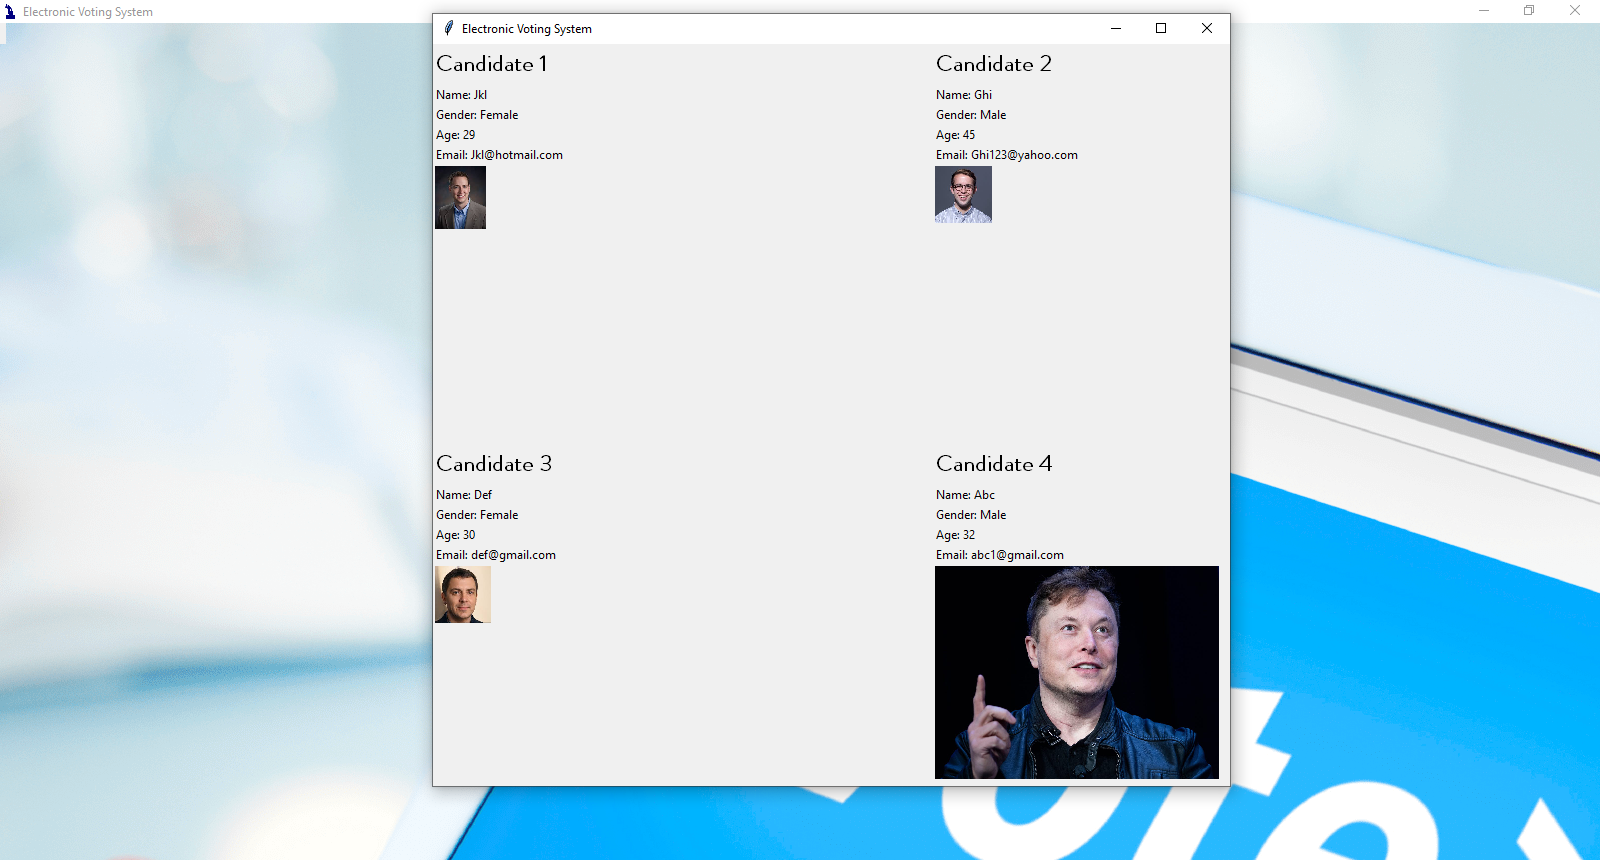 Electronic Voting System
Electronic Voting System
Candidate 1
Name: Jkl
Gender: Female
Age: 29
Email: Jkl@hotmail.com
Candidate 2
Name: Ghi
Gender: Male
Age: 45
Email: Ghi123@yahoo.com
Candidate 3
Name: Def
Gender: Female
Age: 30
Email: def@gmail.com
Candidate 4
Name: Abc
Gender: Male
Age: 32
Email: abc1@gmail.com